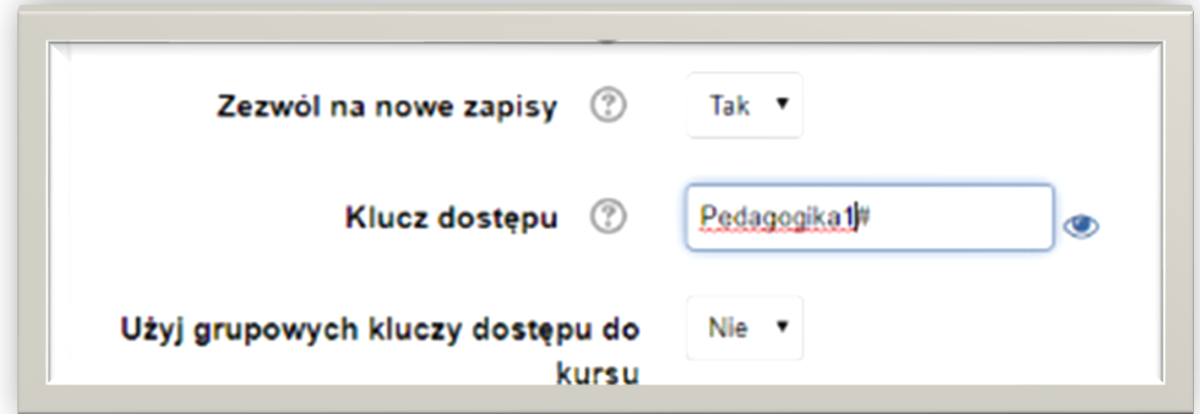 Zezwól na nowe zapisy Tak
Klucz dostępu Pedagogika1#
Użyj grupowych kluczy dostępu do Nie
kursu